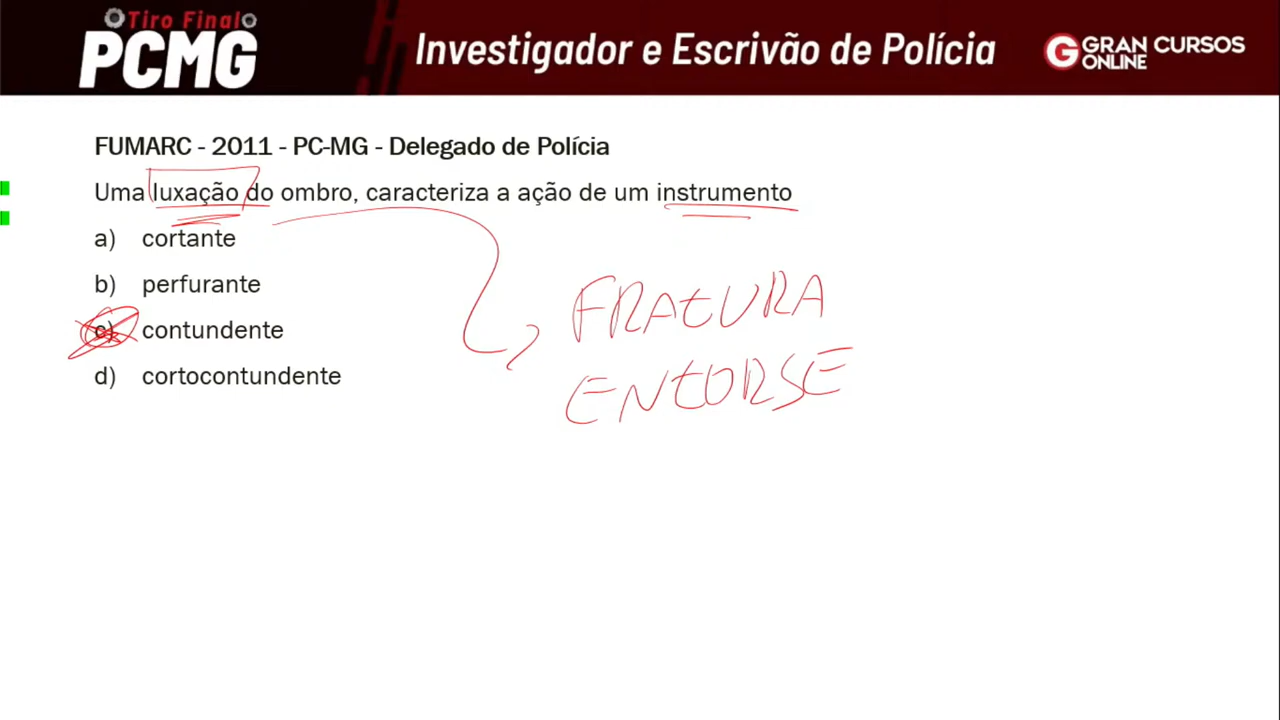 Tiro Final
PCMG
Investigador e Escrivão de Polícia
G GRAN CURSOS
ONLINE
FUMARC - 2011 - PC-MG - Delegado de Polícia
Uma luxação do ombro, caracteriza a ação de um instrumento
a) cortante
b) perfurante
c) contundente
d) cortocontundente
FRATURA
ENTORSE